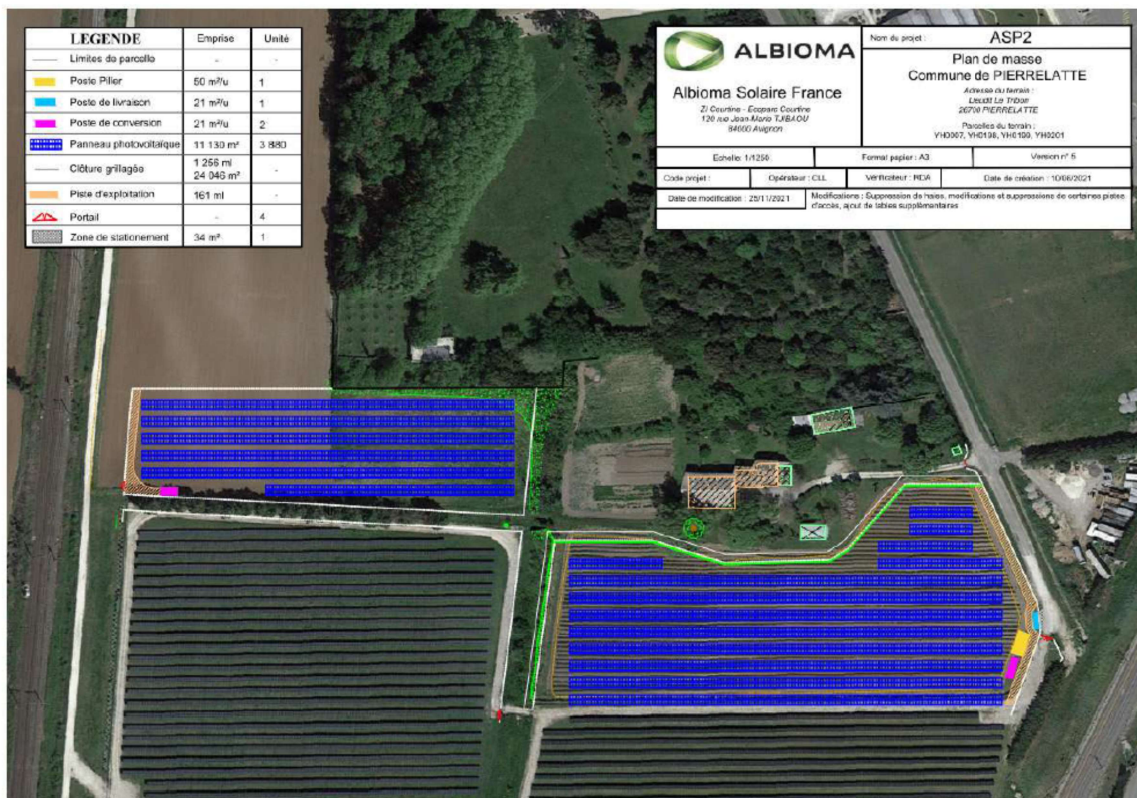 LEGENDE Emprise Unité
Limites de parcelle - -
Poste Pilier 50 m²/u 1
Poste de livraison 21 m²/u 1
Poste de conversion 21 m²/u 2
Panneau photovoltaïque 11 130 m² 3 880
Clôture grillagée 1 256 ml 24 046 m² -
Piste d'exploitation 161 ml -
Portail - 4
Zone de stationement 34 m² 1
ALBIOMA
Albioma Solaire France
ZI Courtine - Ecoparc Courtine
120 rue Jean-Marie TJIBAOU
84000 Avignon
Nom du projet : ASP2
Plan de masse
Commune de PIERRELATTE
Adresse du terrain :
Lieudit Le Tribon
26700 PIERRELATTE
Parcelles du terrain :
YH0007, YH0198, YH0199, YH0201
Echelle: 1/1250 Format papier : A3 Version n° 6
Code projet : Opérateur : CLL Vérificateur : RDA Date de création : 10/06/2021
Date de modification : 25/11/2021 Modifications : Suppression de haies, modifications et suppressions de certaines pistes
d'accès, ajout de tables supplémentaires